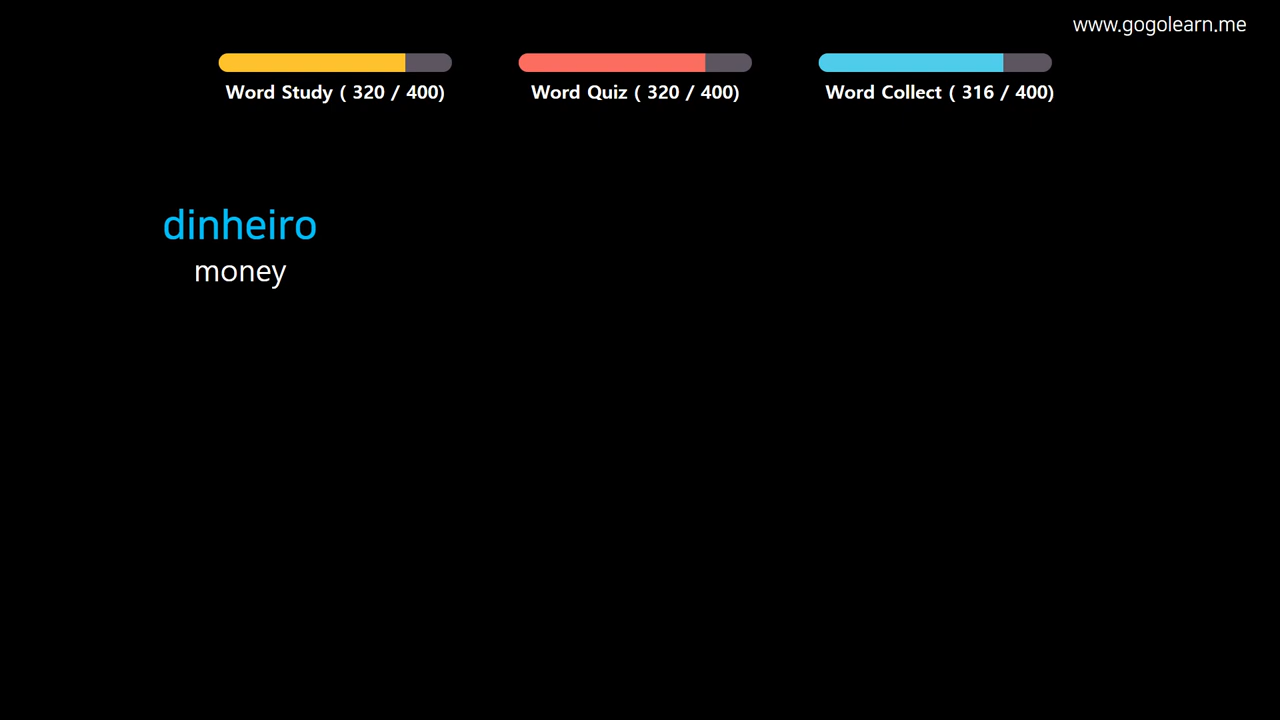 www.gogolearn.me
Word Study ( 320 / 400)
Word Quiz ( 320 / 400)
Word Collect ( 316 / 400)
dinheiro
money